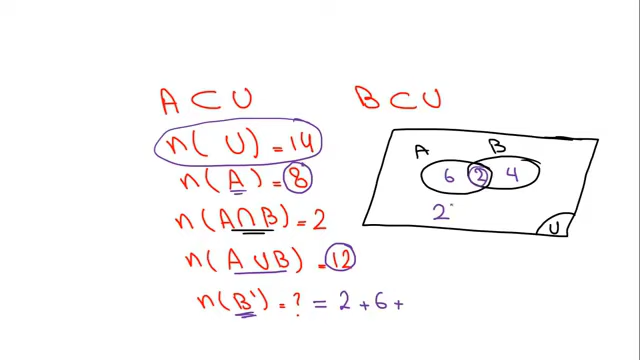 A ⊂ U B ⊂ U
n( U ) = 14
n( A ) = 8
n( A ∩ B ) = 2
n( A ∪ B ) = 12
n( B' ) = ? = 2 + 6 +
A B
6 2 4
2
U